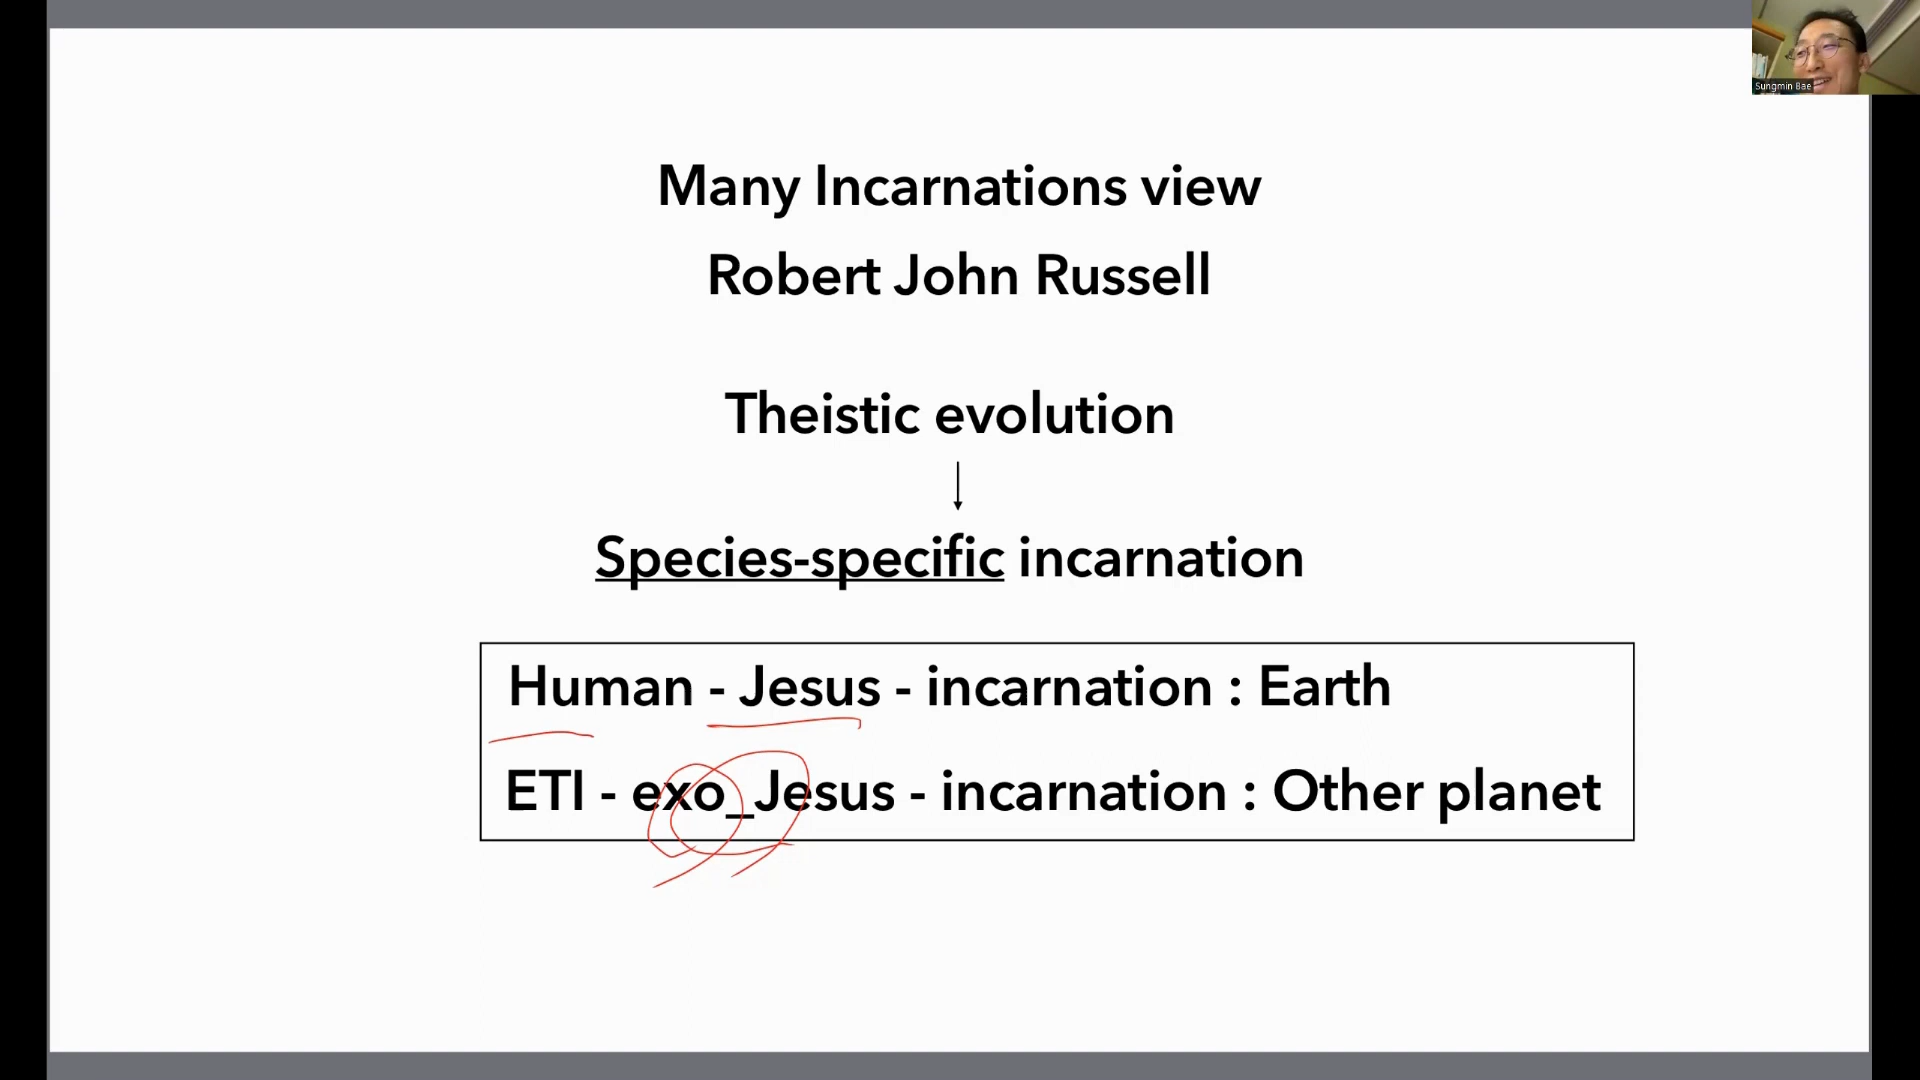 Sungmin Bae
Many Incarnations view
Robert John Russell
Theistic evolution
Species-specific incarnation
Human - Jesus - incarnation : Earth
ETI - exo_Jesus - incarnation : Other planet